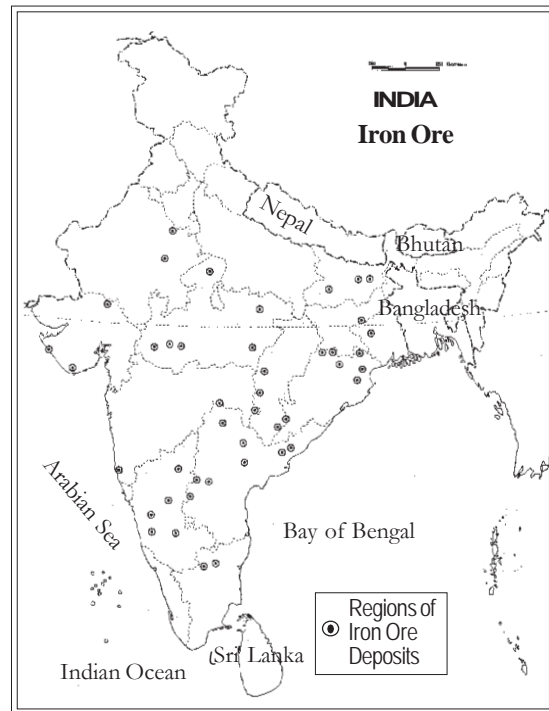 INDIA
Iron Ore
Nepal
Bhutan
Bangladesh
Arabian Sea
Bay of Bengal
Regions of
Iron Ore
Deposits
Sri Lanka
Indian Ocean